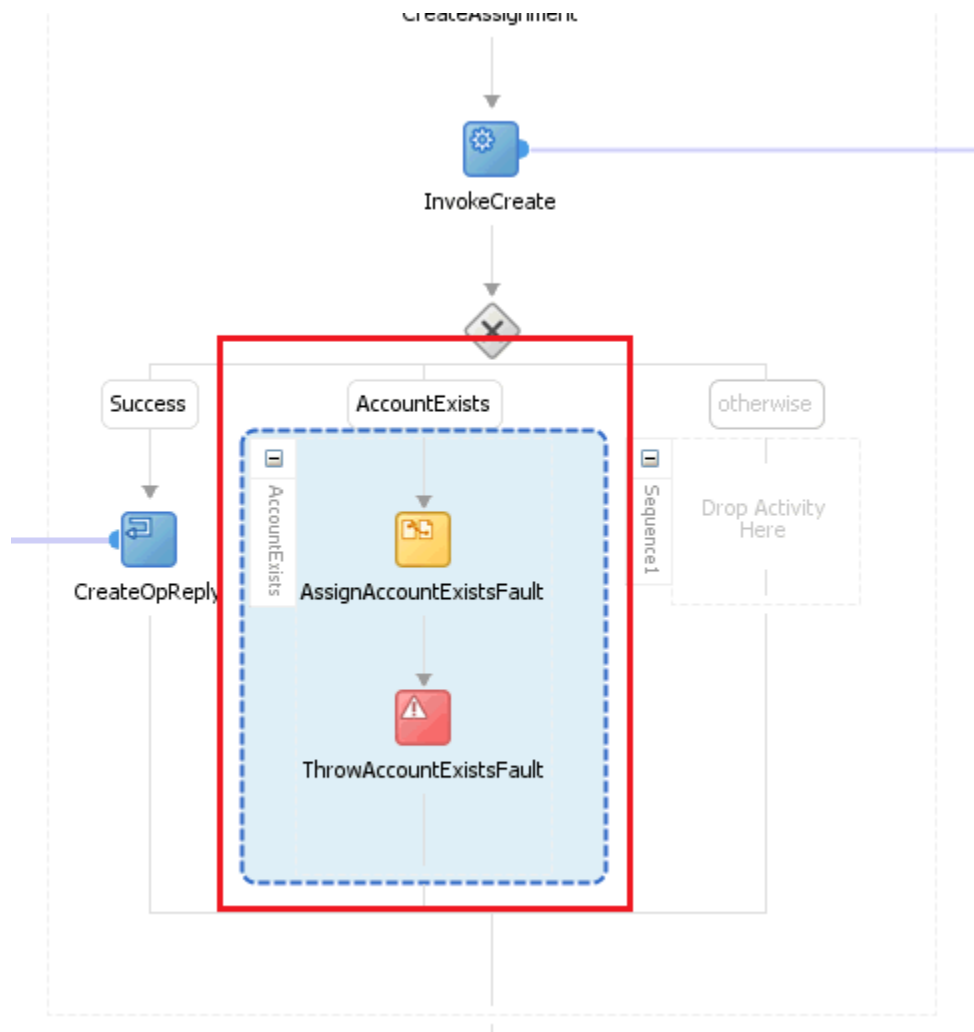 CreateAssignment
InvokeCreate
Success
AccountExists
otherwise
AccountExists
Sequence1
Drop Activity
Here
CreateOpReply
AssignAccountExistsFault
ThrowAccountExistsFault